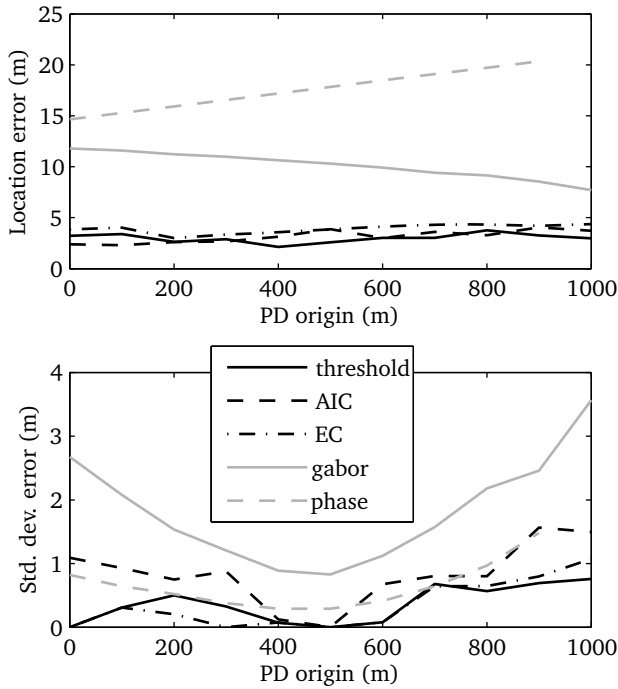 25
20
15
10
5
0
Location error (m)
0 200 400 600 800 1000
PD origin (m)
4
3
2
1
0
Std. dev. error (m)
threshold
AIC
EC
gabor
phase
0 200 400 600 800 1000
PD origin (m)